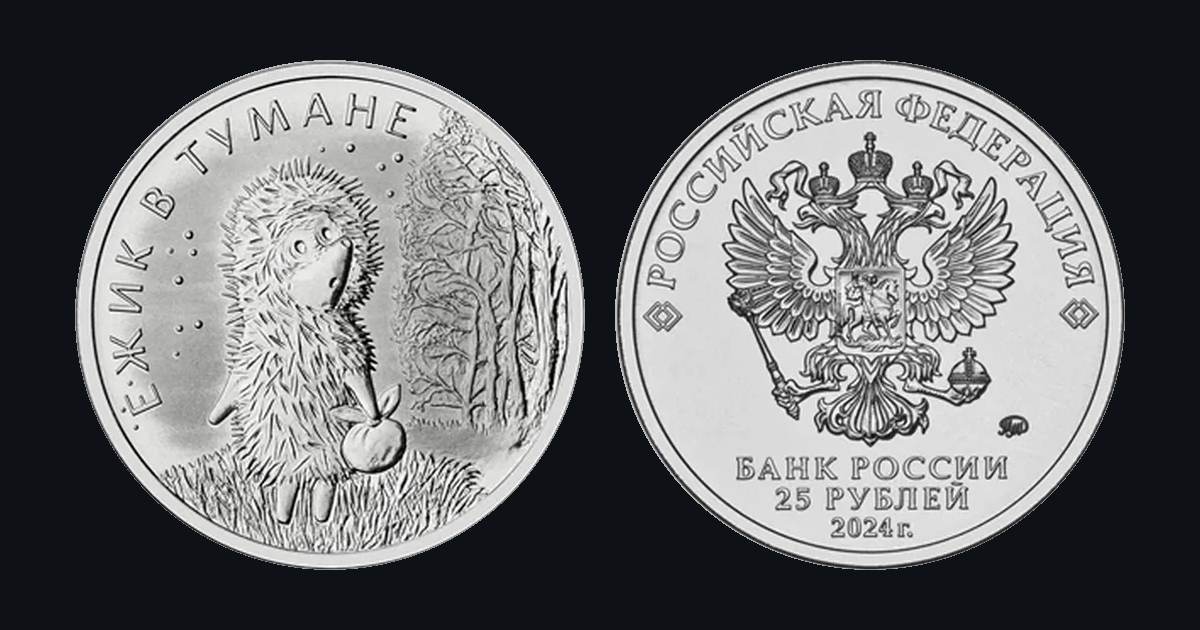 ЁЖИК В ТУМАНЕ
РОССИЙСКАЯ ФЕДЕРАЦИЯ
БАНК РОССИИ
25 РУБЛЕЙ
2024 г.